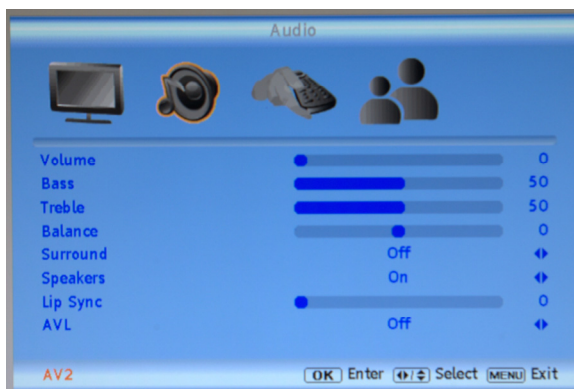 Audio
Volume 0
Bass 50
Treble 50
Balance 0
Surround Off
Speakers On
Lip Sync 0
AVL Off
AV2 OK Enter / Select MENU Exit